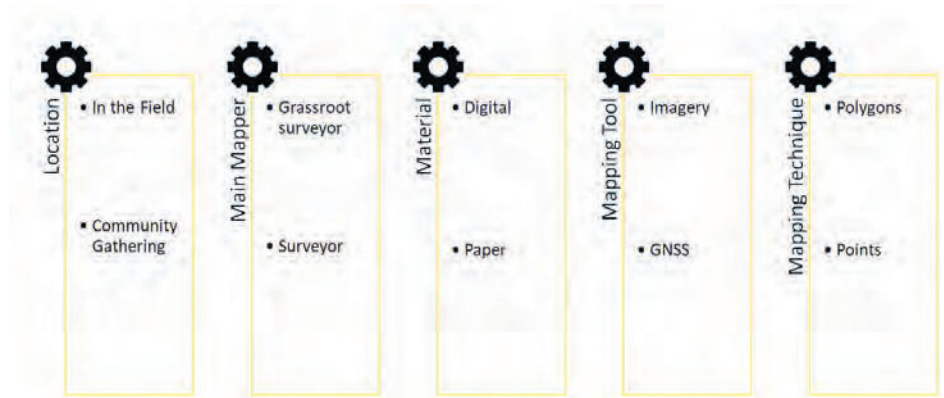 Location
• In the Field
• Community
Gathering
Main Mapper
• Grassroot
surveyor
• Surveyor
Material
• Digital
• Paper
Mapping Tool
• Imagery
• GNSS
Mapping Technique
• Polygons
• Points